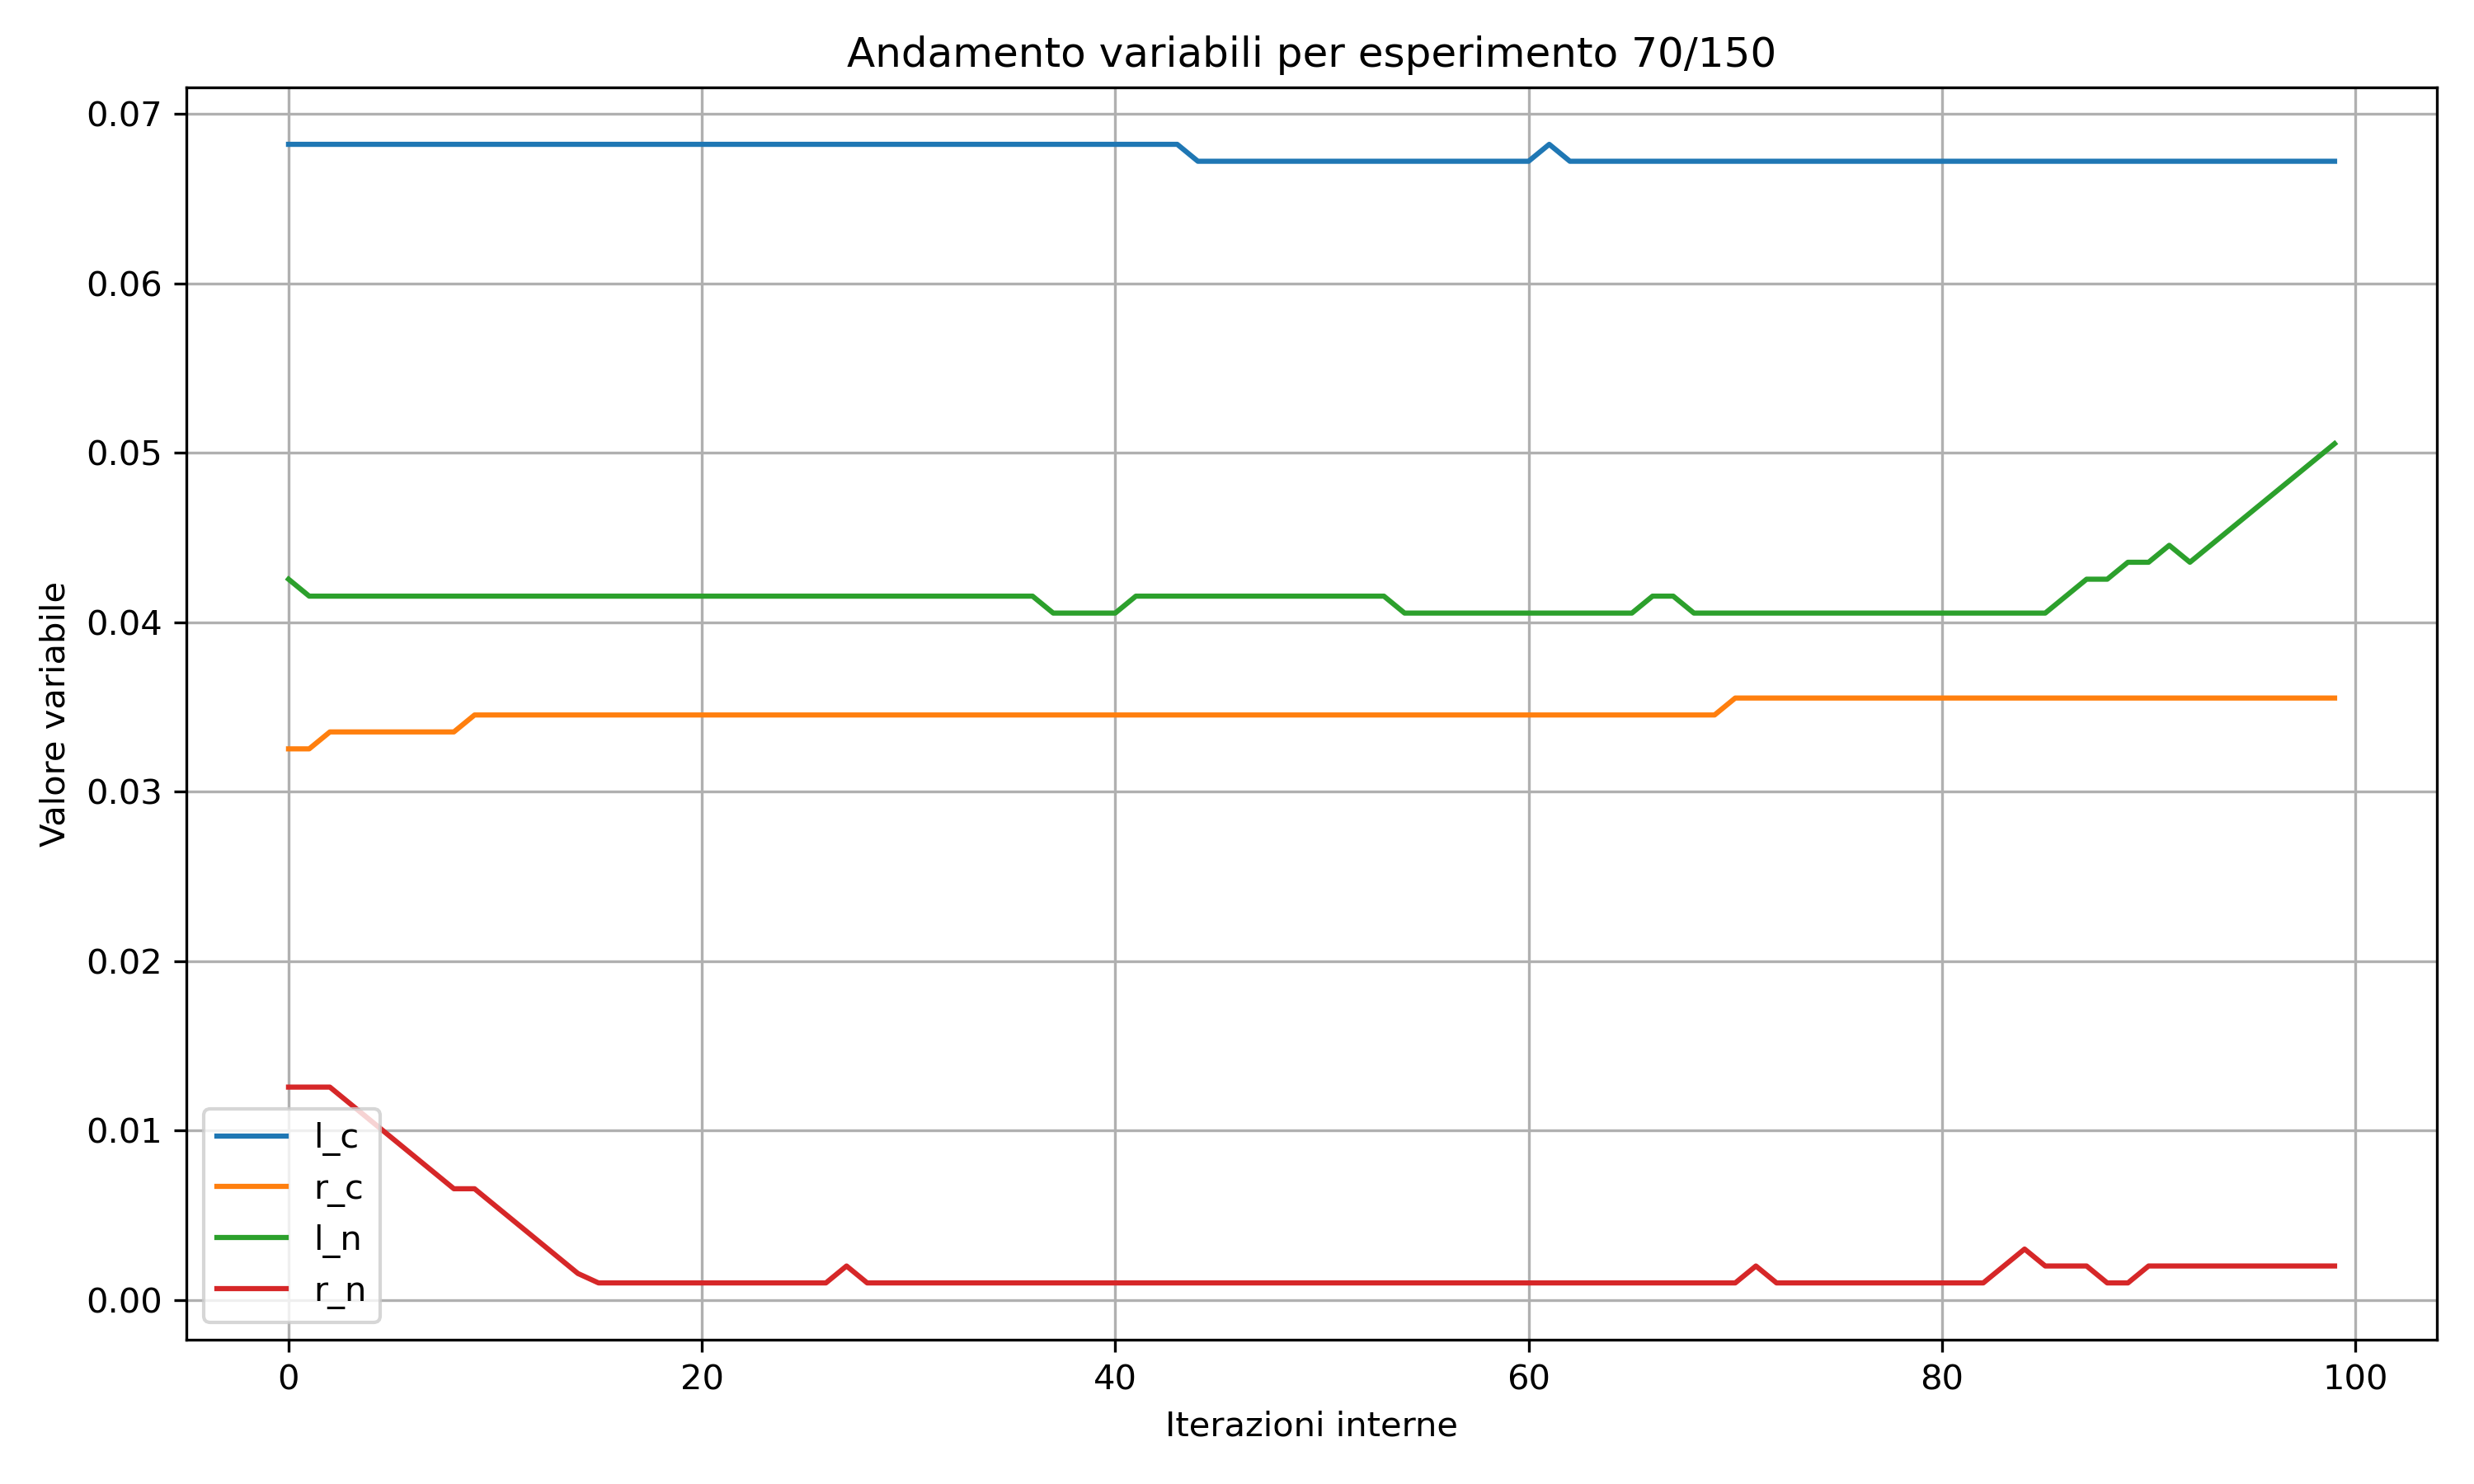 Andamento variabili per esperimento 70/150
Valore variabile
0.07
0.06
0.05
0.04
0.03
0.02
0.01
0.00
l_c
r_c
l_n
r_n
0 20 40 60 80 100
Iterazioni interne